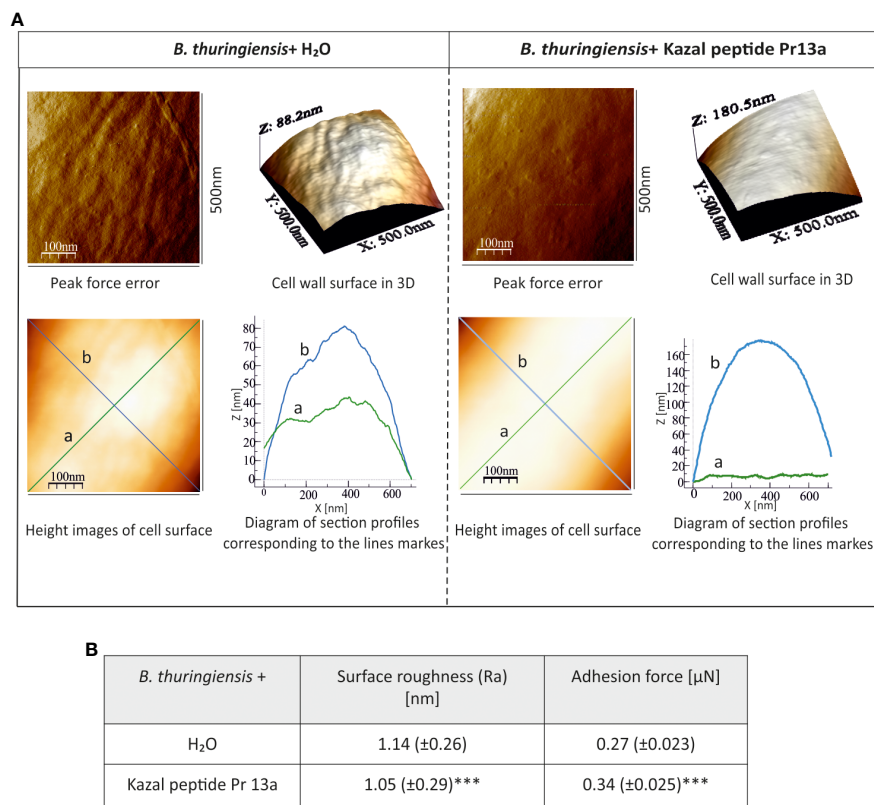 A
B. thuringiensis+ H₂O
B. thuringiensis+ Kazal peptide Pr13a
500nm
100nm
Peak force error
Z: 88.2nm
Y: 500.0nm
X: 500.0nm
Cell wall surface in 3D
500nm
100nm
Peak force error
Z: 180.5nm
Y: 500.0nm
X: 500.0nm
Cell wall surface in 3D
b
a
100nm
Height images of cell surface
Z [nm]
80
70
60
50
40
30
20
10
0
b
a
0 200 400 600
X [nm]
Diagram of section profiles
corresponding to the lines markes
b
a
100nm
Height images of cell surface
Z [nm]
160
140
120
100
80
60
40
20
0
b
a
0 200 400 600
X [nm]
Diagram of section profiles
corresponding to the lines markes
B
B. thuringiensis +
Surface roughness (Ra)
[nm]
Adhesion force [µN]
H₂O
1.14 (±0.26)
0.27 (±0.023)
Kazal peptide Pr 13a
1.05 (±0.29)***
0.34 (±0.025)***